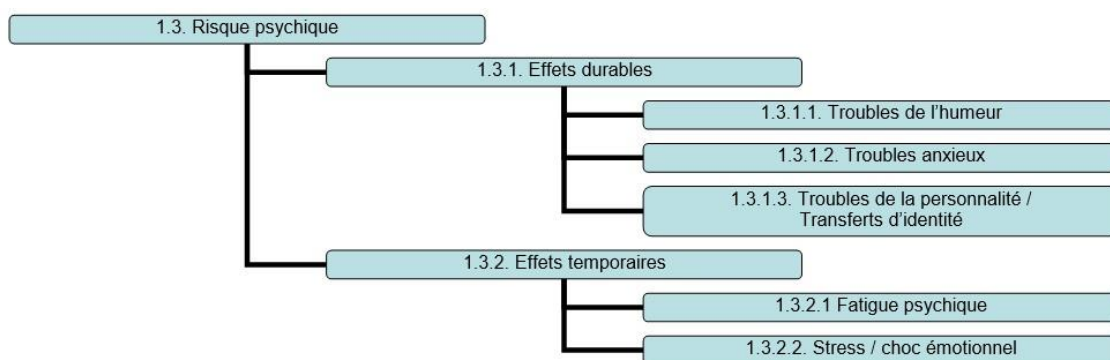 1.3. Risque psychique
1.3.1. Effets durables
1.3.1.1. Troubles de l’humeur
1.3.1.2. Troubles anxieux
1.3.1.3. Troubles de la personnalité /
Transferts d’identité
1.3.2. Effets temporaires
1.3.2.1 Fatigue psychique
1.3.2.2. Stress / choc émotionnel